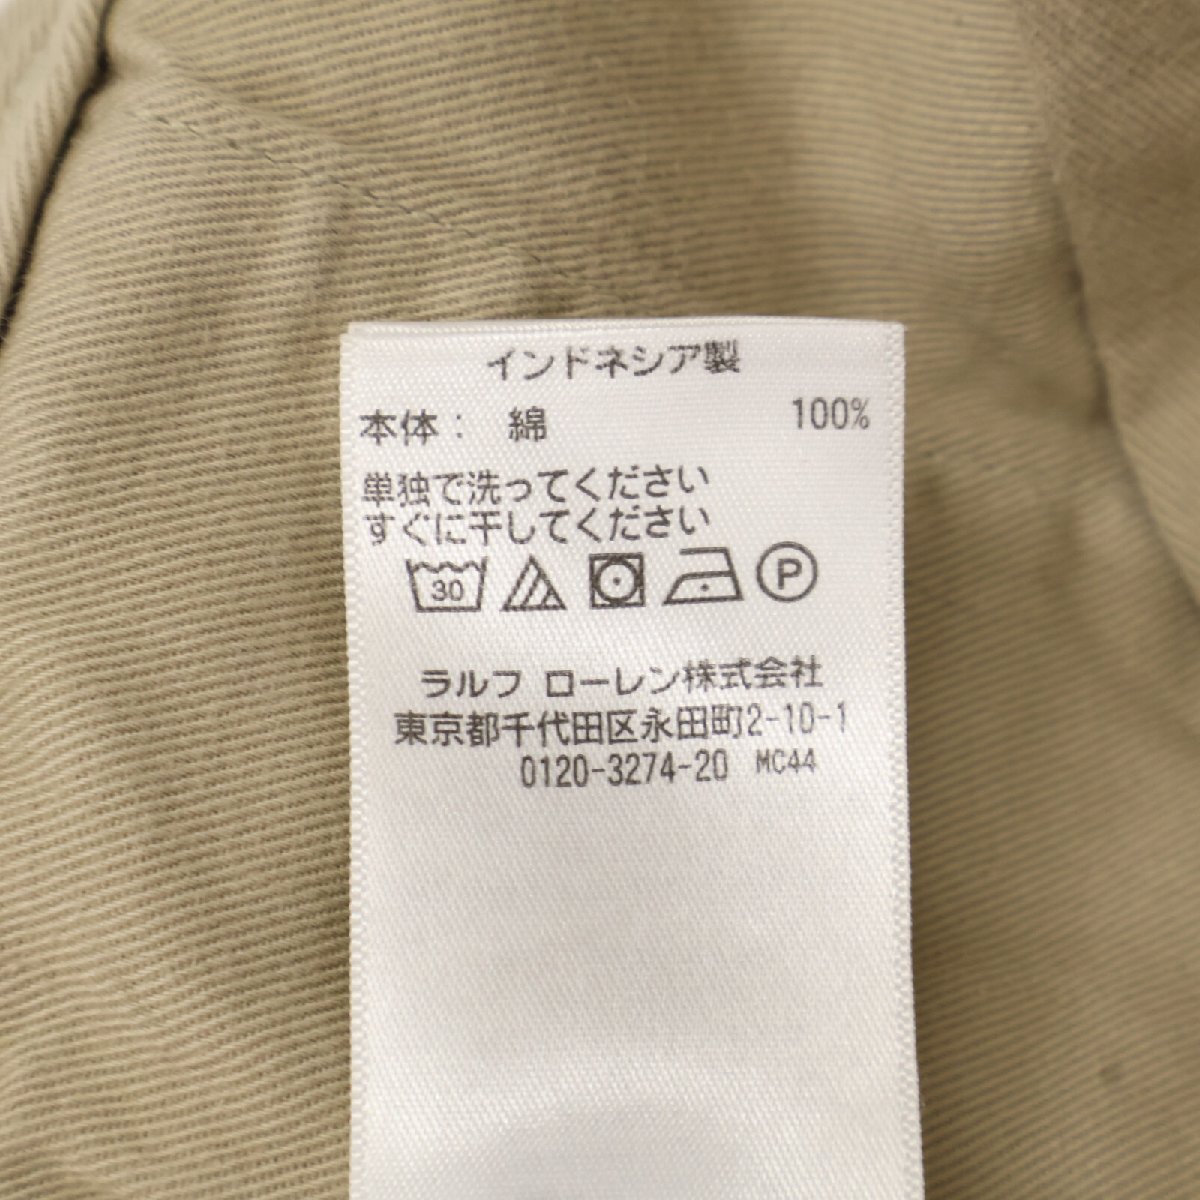 インドネシア製
本体: 綿 100%
単独で洗ってください
すぐに干してください
30 P
ラルフ ローレン株式会社
東京都千代田区永田町2-10-1
0120-3274-20 MC44